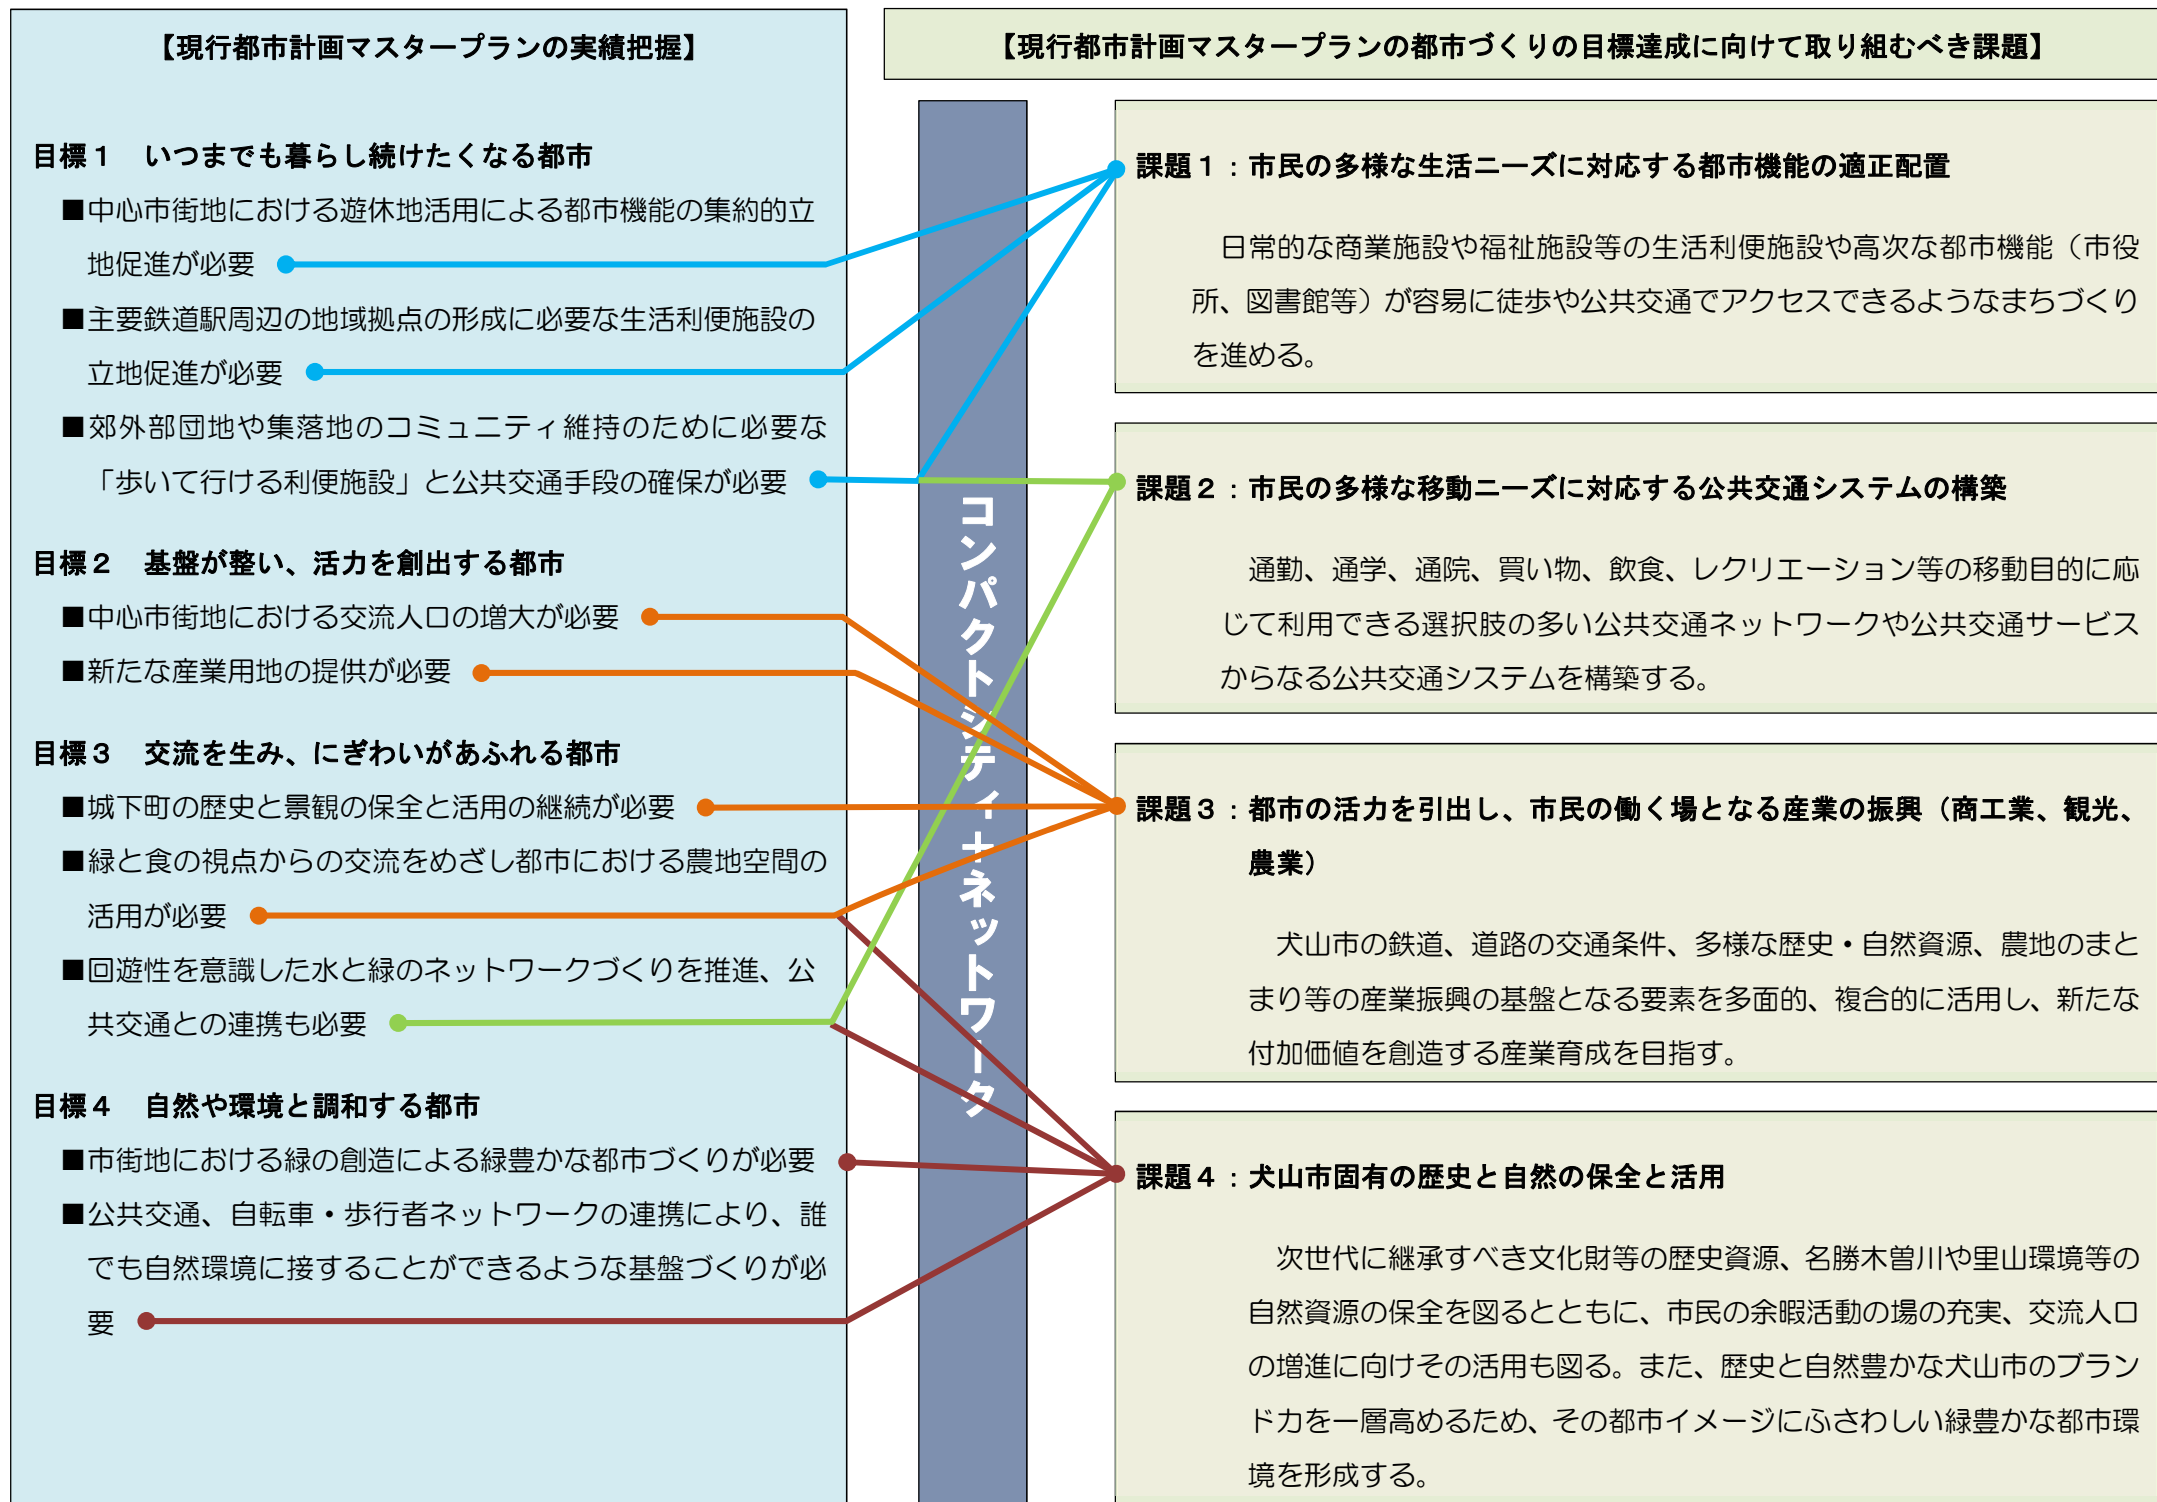 【現行都市計画マスタープランの実績把握】
目標１　いつまでも暮らし続けたくなる都市
■中心市街地における遊休地活用による都市機能の集約的立
地促進が必要
■主要鉄道駅周辺の地域拠点の形成に必要な生活利便施設の
立地促進が必要
■郊外部団地や集落地のコミュニティ維持のために必要な
「歩いて行ける利便施設」と公共交通手段の確保が必要
目標２　基盤が整い、活力を創出する都市
■中心市街地における交流人口の増大が必要
■新たな産業用地の提供が必要
目標３　交流を生み、にぎわいがあふれる都市
■城下町の歴史と景観の保全と活用の継続が必要
■緑と食の視点からの交流をめざし都市における農地空間の
活用が必要
■回遊性を意識した水と緑のネットワークづくりを推進、公
共交通との連携も必要
目標４　自然や環境と調和する都市
■市街地における緑の創造による緑豊かな都市づくりが必要
■公共交通、自転車・歩行者ネットワークの連携により、誰
でも自然環境に接することができるような基盤づくりが必
要
コンパクトシティ＋ネットワーク
【現行都市計画マスタープランの都市づくりの目標達成に向けて取り組むべき課題】
課題１：市民の多様な生活ニーズに対応する都市機能の適正配置
日常的な商業施設や福祉施設等の生活利便施設や高次な都市機能（市役
所、図書館等）が容易に徒歩や公共交通でアクセスできるようなまちづくり
を進める。
課題２：市民の多様な移動ニーズに対応する公共交通システムの構築
通勤、通学、通院、買い物、飲食、レクリエーション等の移動目的に応
じて利用できる選択肢の多い公共交通ネットワークや公共交通サービス
からなる公共交通システムを構築する。
課題３：都市の活力を引出し、市民の働く場となる産業の振興（商工業、観光、
農業）
犬山市の鉄道、道路の交通条件、多様な歴史・自然資源、農地のまと
まり等の産業振興の基盤となる要素を多面的、複合的に活用し、新たな
付加価値を創造する産業育成を目指す。
課題４：犬山市固有の歴史と自然の保全と活用
次世代に継承すべき文化財等の歴史資源、名勝木曽川や里山環境等の
自然資源の保全を図るとともに、市民の余暇活動の場の充実、交流人口
の増進に向けその活用も図る。また、歴史と自然豊かな犬山市のブラン
ド力を一層高めるため、その都市イメージにふさわしい緑豊かな都市環
境を形成する。